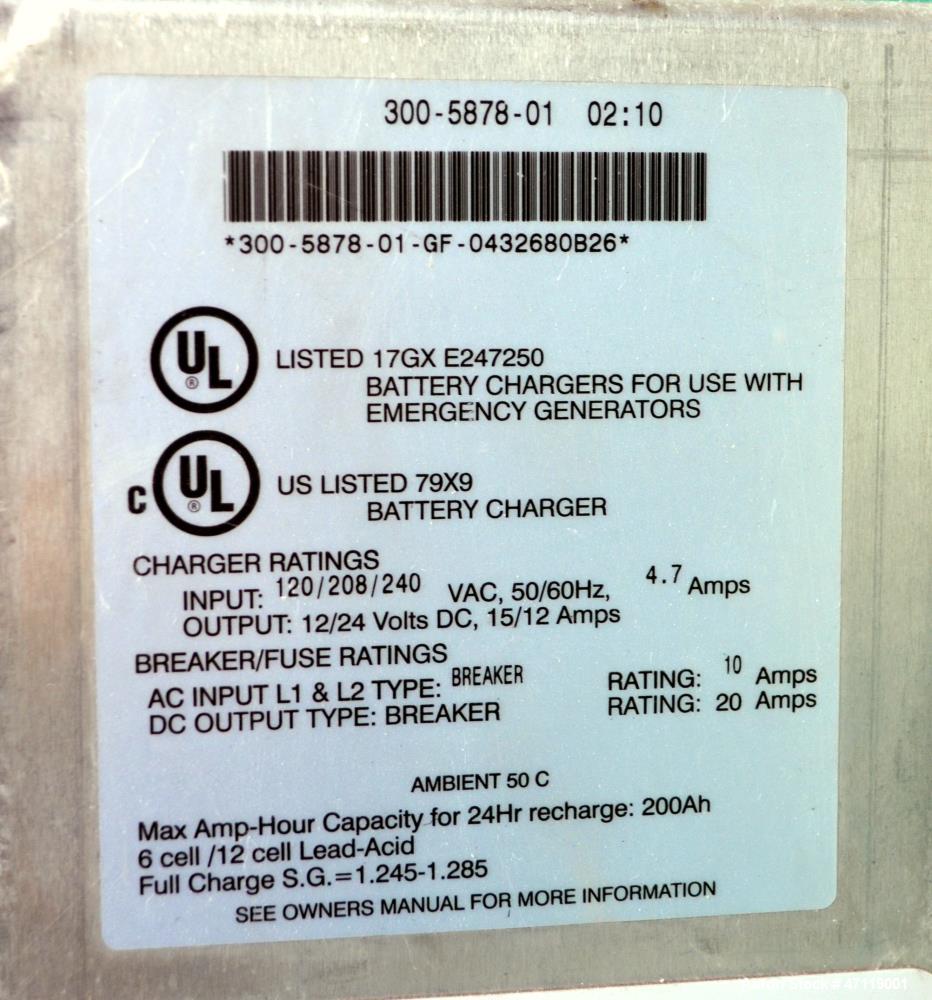 300-5878-01 02:10
*300-5878-01-GF-0432680B26*
UL ®
LISTED 17GX E247250
BATTERY CHARGERS FOR USE WITH
EMERGENCY GENERATORS
C UL ®
US LISTED 79X9
BATTERY CHARGER
CHARGER RATINGS
INPUT: 120/208/240 VAC, 50/60Hz, 4.7 Amps
OUTPUT: 12/24 Volts DC, 15/12 Amps
BREAKER/FUSE RATINGS
AC INPUT L1 & L2 TYPE: BREAKER RATING: 10 Amps
DC OUTPUT TYPE: BREAKER RATING: 20 Amps
AMBIENT 50 C
Max Amp-Hour Capacity for 24Hr recharge: 200Ah
6 cell /12 cell Lead-Acid
Full Charge S.G.=1.245-1.285
SEE OWNERS MANUAL FOR MORE INFORMATION
Stock # 47119001